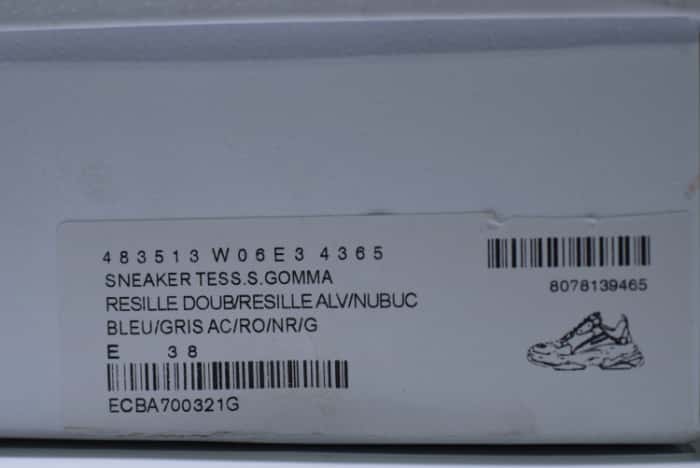 483513 W06E3 4365
SNEAKER TESS.S.GOMMA
RESILLE DOUB/RESILLE ALV/NUBUC
BLEU/GRIS AC/RO/NR/G
E 38
ECBA700321G
8078139465